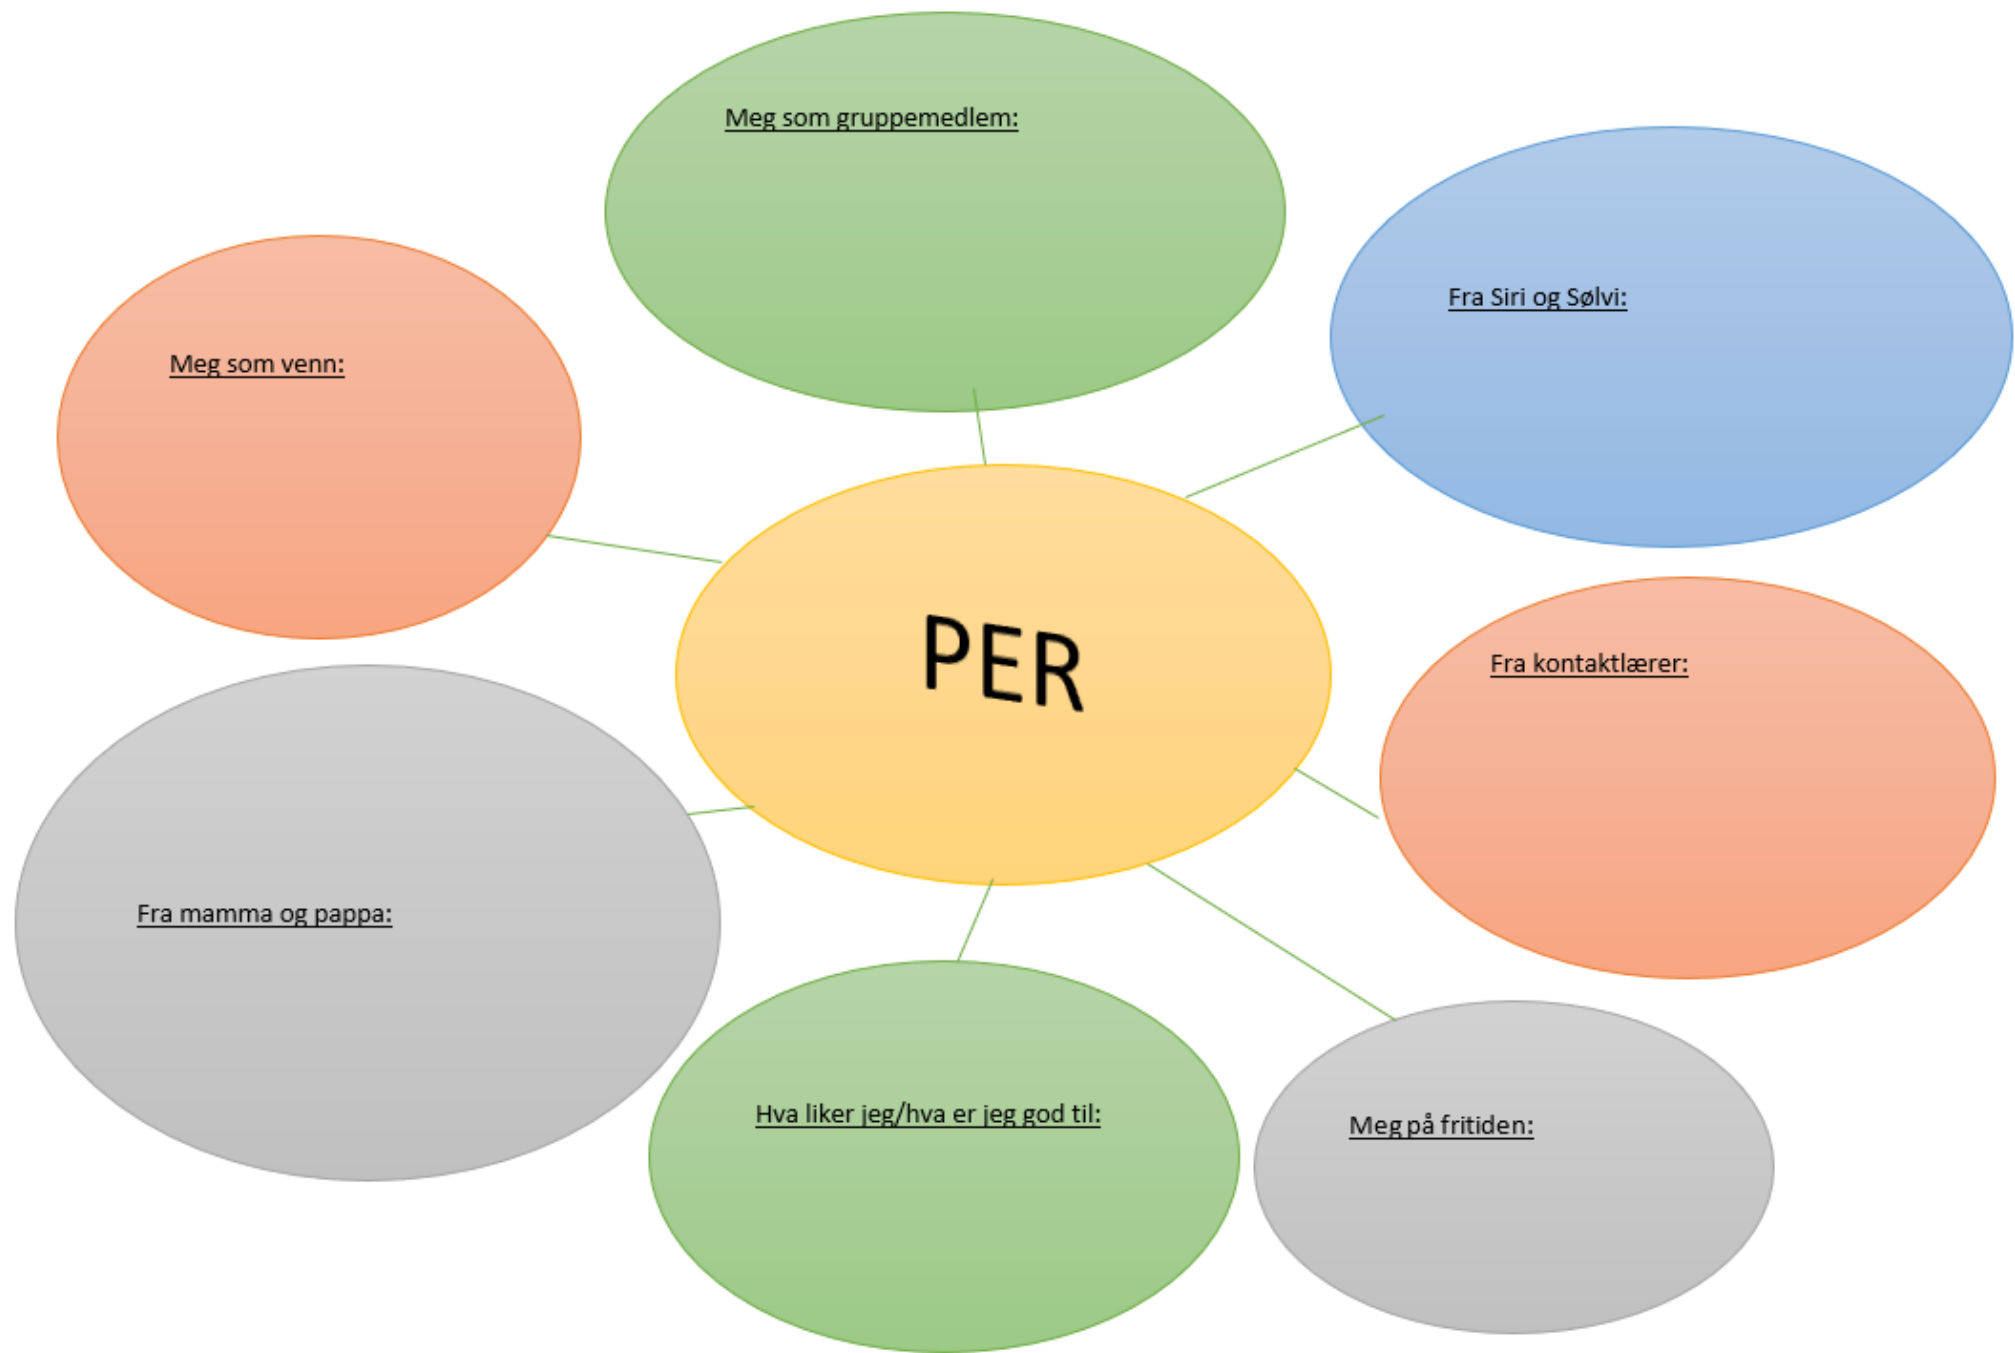 Meg som gruppemedlem:
Fra Siri og Sølvi:
Meg som venn:
PER
Fra kontaktlærer:
Fra mamma og pappa:
Hva liker jeg/hva er jeg god til:
Meg på fritiden: